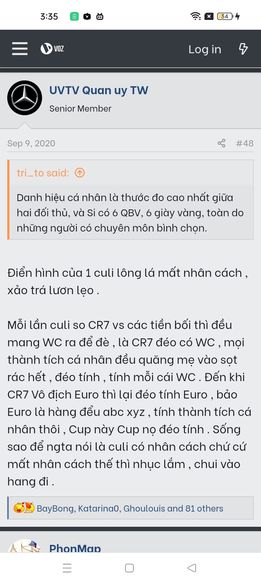 3:35
34
VOZ
Log in
UVTV Quan uy TW
Senior Member
Sep 9, 2020
#48
tri_to said:
Danh hiệu cá nhân là thước đo cao nhất giữa
hai đối thủ, và Si có 6 QBV, 6 giày vàng, toàn do
những người có chuyên môn bình chọn.
Điển hình của 1 culi lông lá mất nhân cách ,
xảo trá lươn lẹo .
Mỗi lần culi so CR7 vs các tiền bối thì đều
mang WC ra để đè , là CR7 đéo có WC , mọi
thành tích cá nhân đều quăng mẹ vào sọt
rác hết , đéo tính , tính mỗi cái WC . Đến khi
CR7 Vô địch Euro thì lại đéo tính Euro , bảo
Euro là hàng đểu abc xyz , tính thành tích cá
nhân thôi , Cup này Cup nọ đéo tính . Sống
sao để ngta nói là culi có nhân cách chứ cứ
mất nhân cách thế thì nhục lắm , chui vào
hang đi .
BayBong, Katarina0, Ghoulouis and 81 others
PhonMap